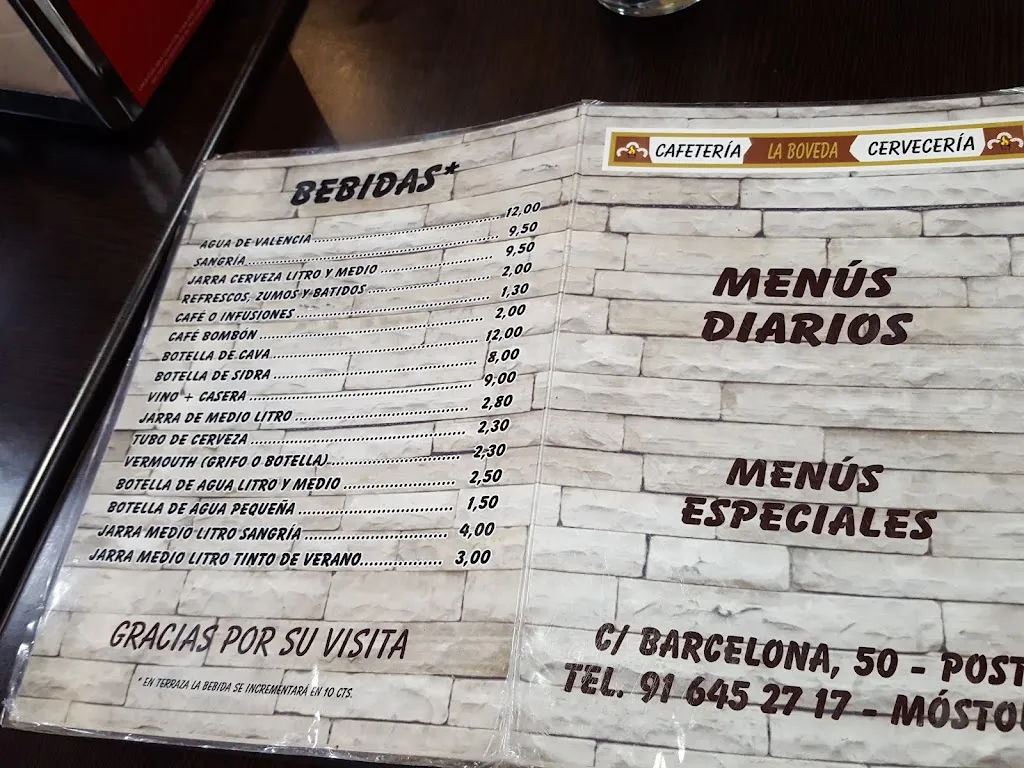 BEBIDAS*
AGUA DE VALENCIA 12,00
SANGRÍA 9,50
JARRA CERVEZA LITRO Y MEDIO 9,50
REFRESCOS, ZUMOS Y BATIDOS 2,00
CAFÉ O INFUSIONES 1,30
CAFÉ BOMBÓN 2,00
BOTELLA DE CAVA 12,00
BOTELLA DE SIDRA 8,00
VINO + CASERA 9,00
JARRA DE MEDIO LITRO 2,80
TUBO DE CERVEZA 2,30
VERMOUTH (GRIFO O BOTELLA) 2,30
BOTELLA DE AGUA LITRO Y MEDIO 2,50
BOTELLA DE AGUA PEQUEÑA 1,50
JARRA MEDIO LITRO SANGRÍA 4,00
JARRA MEDIO LITRO TINTO DE VERANO 3,00
GRACIAS POR SU VISITA
* EN TERRAZA LA BEBIDA SE INCREMENTARÁ EN 10 CTS.
CAFETERÍA LA BOVEDA CERVECERÍA
MENÚS
DIARIOS
MENÚS
ESPECIALES
C/ BARCELONA, 50 - POST
TEL. 91 645 27 17 - MÓSTO